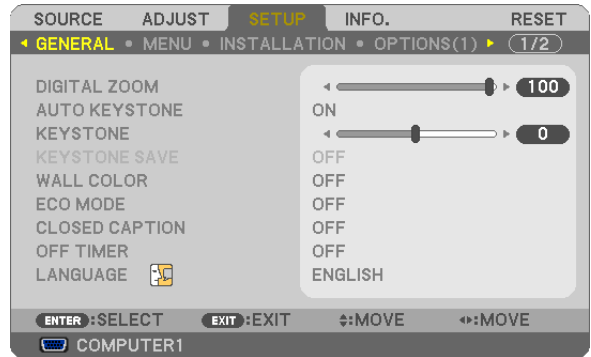 SOURCE ADJUST SETUP INFO. RESET
GENERAL • MENU • INSTALLATION • OPTIONS(1) 1/2
DIGITAL ZOOM 100
AUTO KEYSTONE ON
KEYSTONE 0
KEYSTONE SAVE OFF
WALL COLOR OFF
ECO MODE OFF
CLOSED CAPTION OFF
OFF TIMER OFF
LANGUAGE ENGLISH
ENTER :SELECT EXIT :EXIT :MOVE :MOVE
COMPUTER1